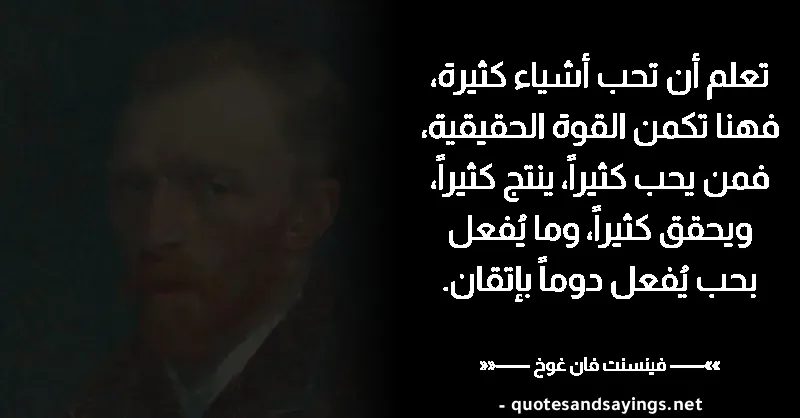 تعلم أن تحب أشياء كثيرة،
فهنا تكمن القوة الحقيقية،
فمن يحب كثيراً، ينتج كثيراً،
ويحقق كثيراً، وما يُفعل
بحب يُفعل دوماً بإتقان.
»—— فينسنت فان غوخ ——««
- quotesandsayings.net